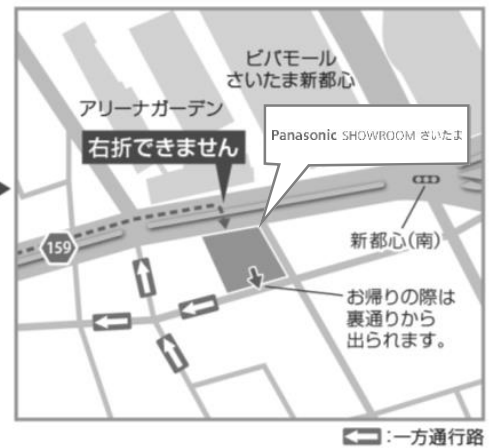 ビバモール
さいたま新都心
アリーナガーデン
右折できません
Panasonic SHOWROOM さいたま
159
新都心(南)
お帰りの際は
裏通りから
出られます。
:一方通行路